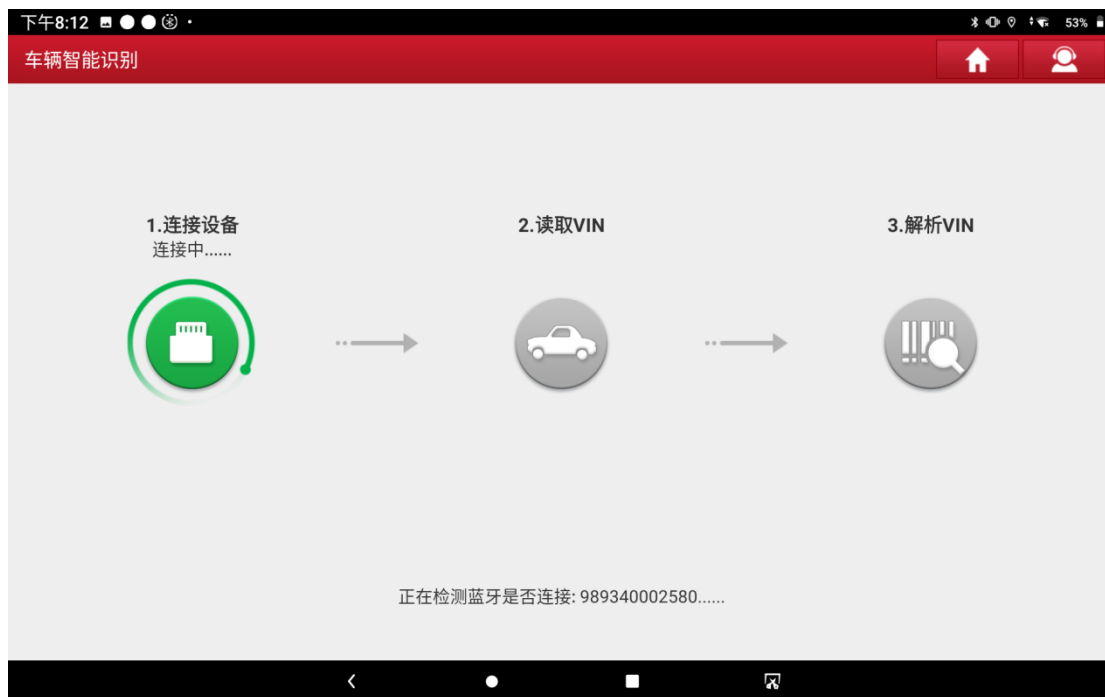 下午8:12
53%
车辆智能识别
1.连接设备
连接中......
2.读取VIN
3.解析VIN
正在检测蓝牙是否连接: 989340002580......